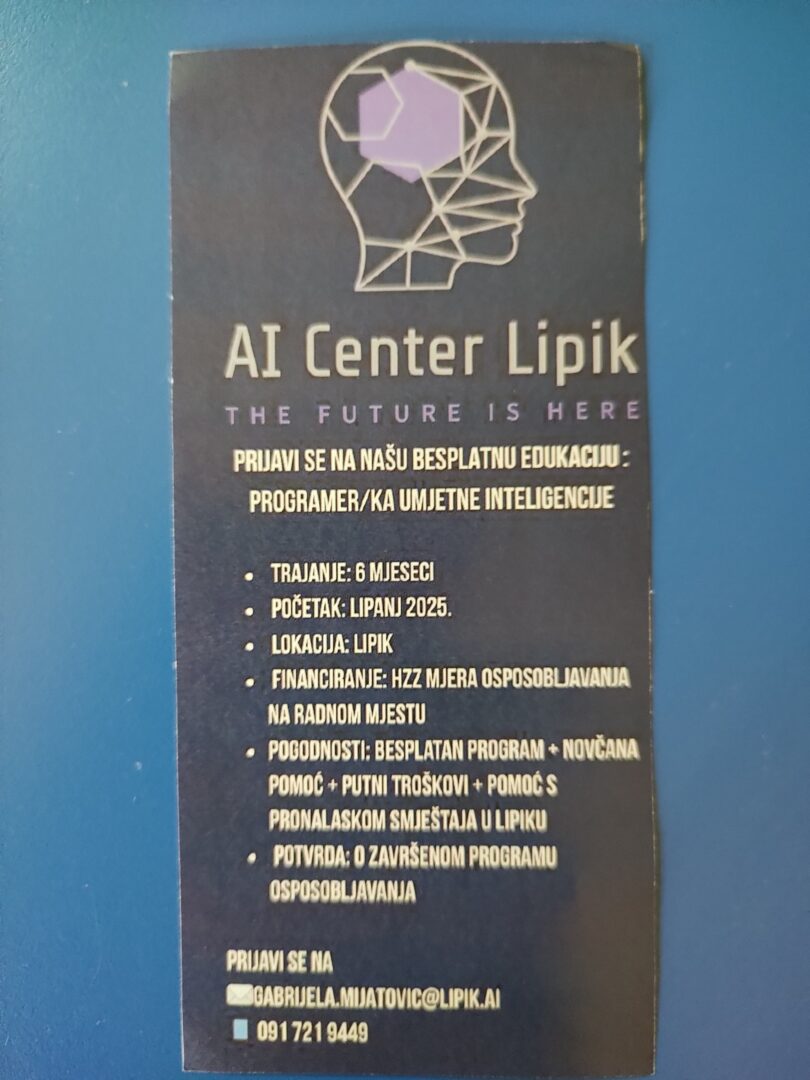 AI Center Lipik
THE FUTURE IS HERE
PRIJAVI SE NA NAŠU BESPLATNU EDUKACIJU :
PROGRAMER/KA UMJETNE INTELIGENCIJE
• TRAJANJE: 6 MJESECI
• POČETAK: LIPANJ 2025.
• LOKACIJA: LIPIK
• FINANCIRANJE: HZZ MJERA OSPOSOBLJAVANJA
NA RADNOM MJESTU
• POGODNOSTI: BESPLATAN PROGRAM + NOVČANA
POMOĆ + PUTNI TROŠKOVI + POMOĆ S
PRONALASKOM SMJEŠTAJA U LIPIKU
• POTVRDA: O ZAVRŠENOM PROGRAMU
OSPOSOBLJAVANJA
PRIJAVI SE NA
GABRIJELA.MIJATOVIC@LIPIK.AI
091 721 9449